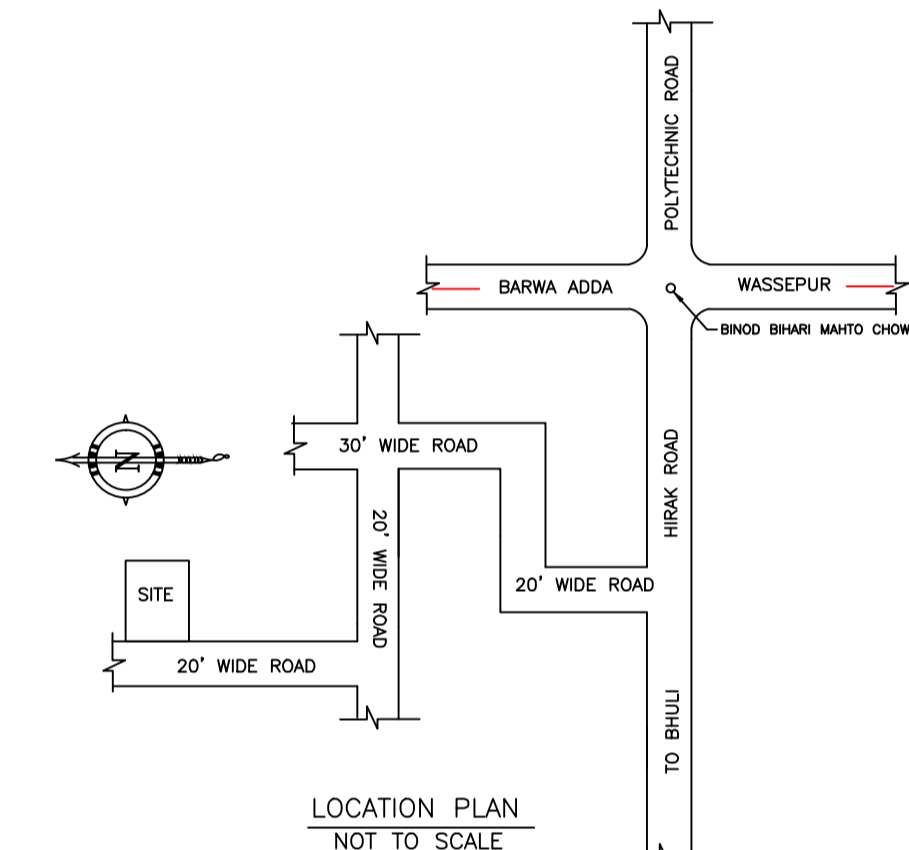 POLYTECHNIC ROAD
BARWA ADDA
WASSEPUR
BINOD BIHARI MAHTO CHOW
30' WIDE ROAD
HIRAK ROAD
N
20' WIDE ROAD
20' WIDE ROAD
SITE
20' WIDE ROAD
TO BHULI
LOCATION PLAN
NOT TO SCALE